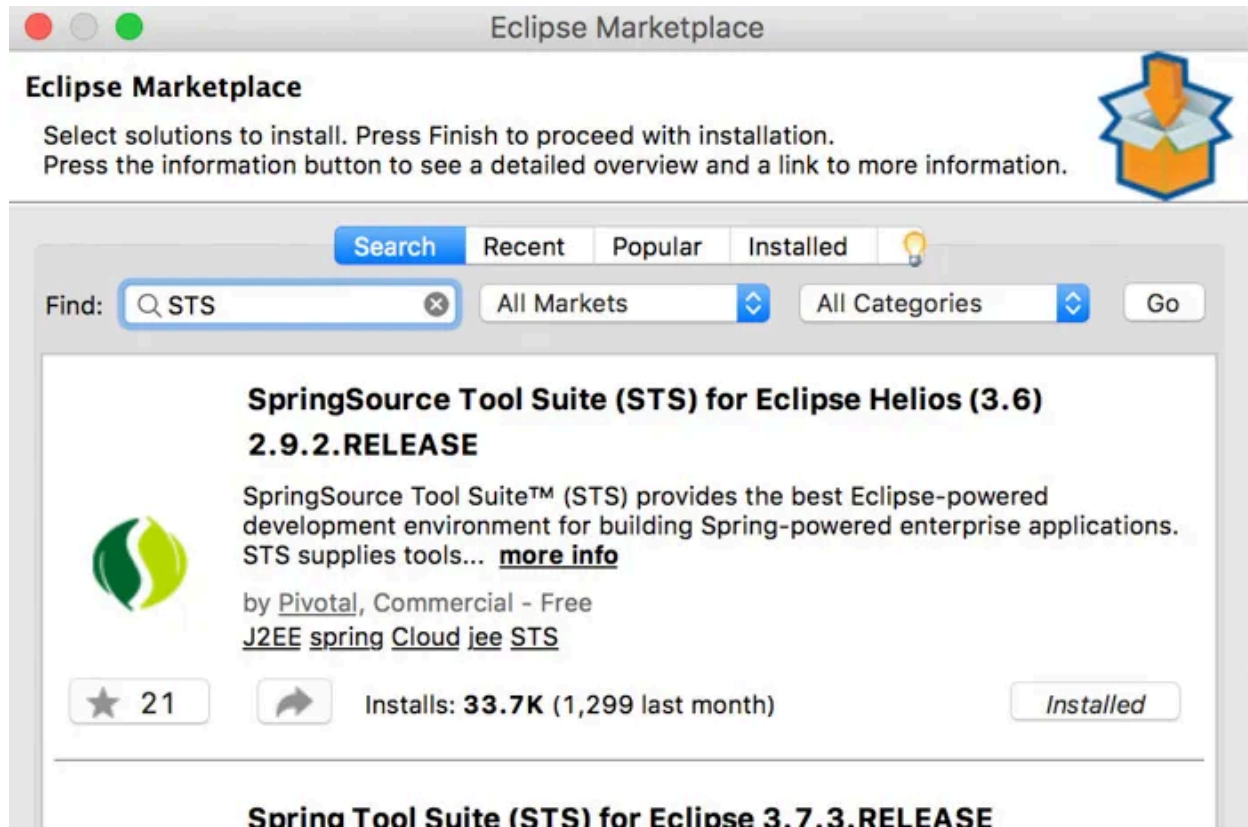 Eclipse Marketplace
Eclipse Marketplace
Select solutions to install. Press Finish to proceed with installation.
Press the information button to see a detailed overview and a link to more information.
Search Recent Popular Installed
Find: STS All Markets All Categories Go
SpringSource Tool Suite (STS) for Eclipse Helios (3.6)
2.9.2.RELEASE
SpringSource Tool Suite™ (STS) provides the best Eclipse-powered
development environment for building Spring-powered enterprise applications.
STS supplies tools... more info
by Pivotal, Commercial - Free
J2EE spring Cloud jee STS
21 Installs: 33.7K (1,299 last month) Installed
Spring Tool Suite (STS) for Eclipse 3.7.3.RELEASE